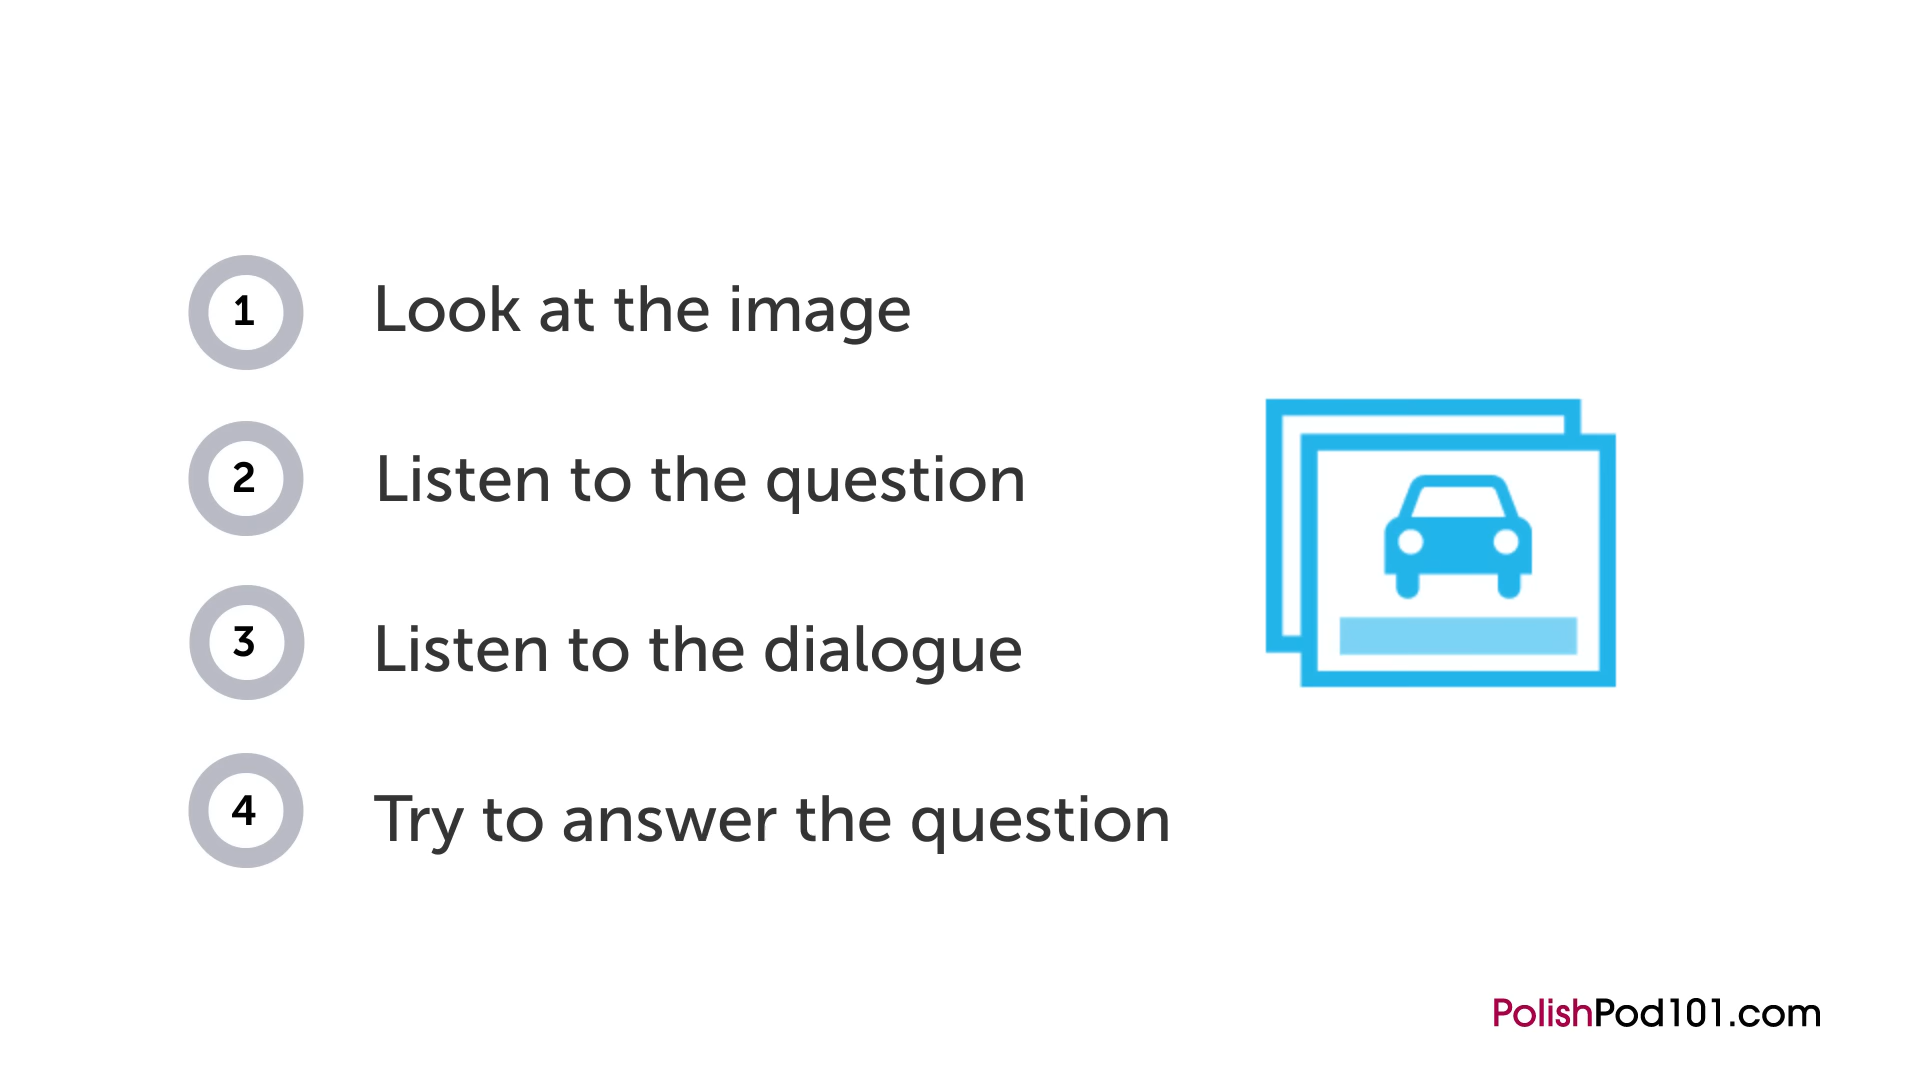 1 Look at the image
2 Listen to the question
3 Listen to the dialogue
4 Try to answer the question
PolishPod101.com